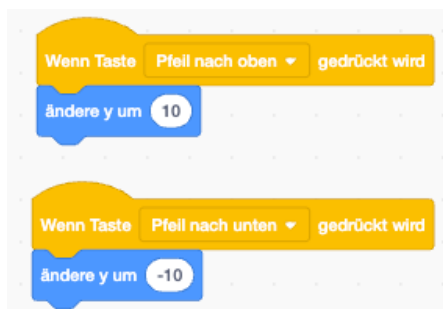 Wenn Taste Pfeil nach oben gedrückt wird
ändere y um 10
Wenn Taste Pfeil nach unten gedrückt wird
ändere y um -10